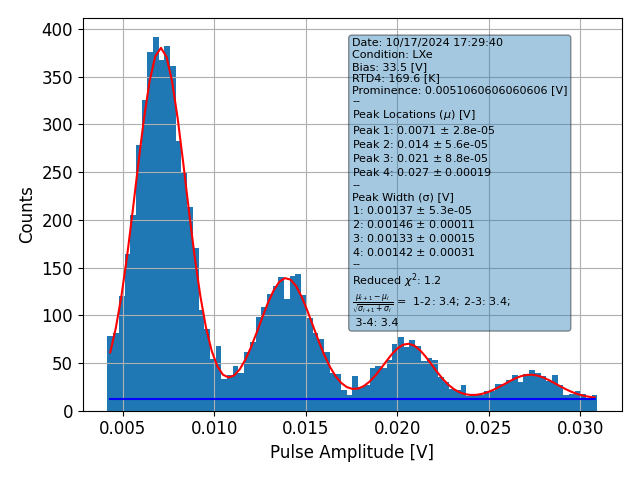 400
350
300
250
200
150
100
50
0
Counts
Date: 10/17/2024 17:29:40
Condition: LXe
Bias: 33.5 [V]
RTD4: 169.6 [K]
Prominence: 0.0051060606060606 [V]
--
Peak Locations (μ) [V]
Peak 1: 0.0071 ± 2.8e-05
Peak 2: 0.014 ± 5.6e-05
Peak 3: 0.021 ± 8.8e-05
Peak 4: 0.027 ± 0.00019
--
Peak Width (σ) [V]
1: 0.00137 ± 5.3e-05
2: 0.00146 ± 0.00011
3: 0.00133 ± 0.00015
4: 0.00142 ± 0.00031
--
Reduced χ²: 1.2
μᵢ₊₁−μᵢ/√σᵢ₊₁+σᵢ = 1-2: 3.4; 2-3: 3.4;
3-4: 3.4
0.005 0.010 0.015 0.020 0.025 0.030
Pulse Amplitude [V]